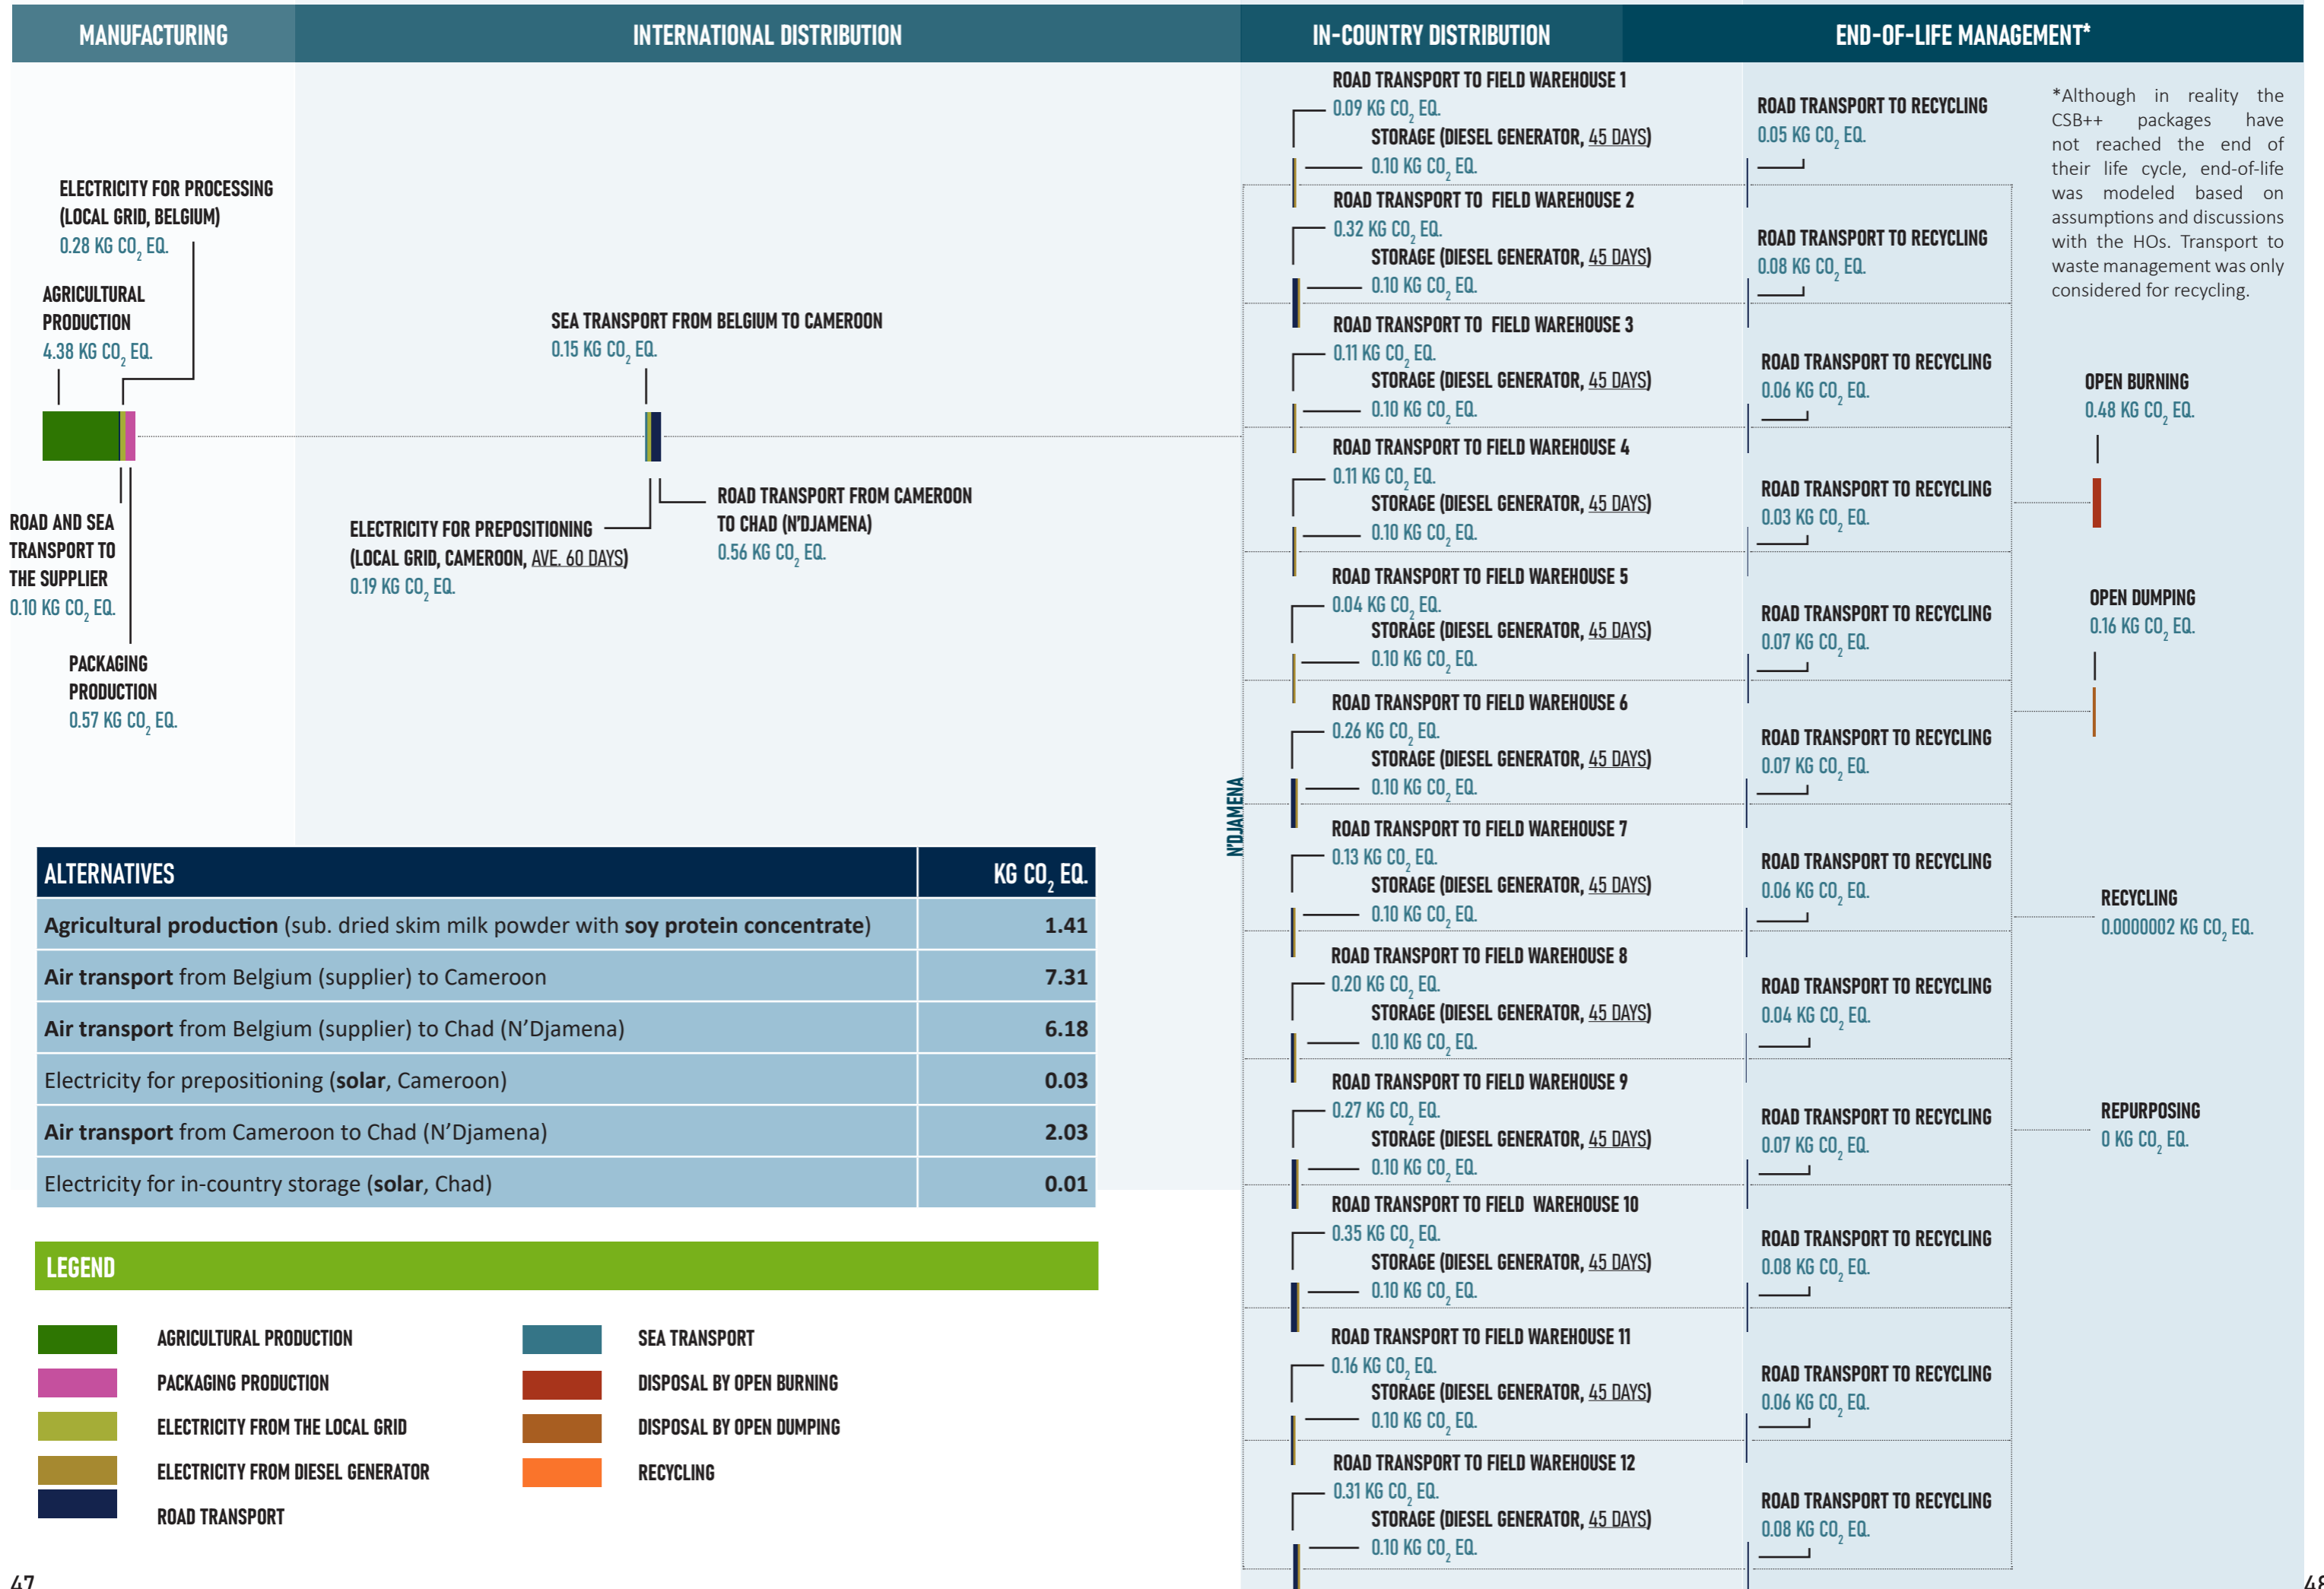 MANUFACTURING
INTERNATIONAL DISTRIBUTION
IN-COUNTRY DISTRIBUTION
END-OF-LIFE MANAGEMENT*
ELECTRICITY FOR PROCESSING
(LOCAL GRID, BELGIUM)
0.28 KG CO₂ EQ.
AGRICULTURAL
PRODUCTION
4.38 KG CO₂ EQ.
ROAD AND SEA
TRANSPORT TO
THE SUPPLIER
0.10 KG CO₂ EQ.
PACKAGING
PRODUCTION
0.57 KG CO₂ EQ.
SEA TRANSPORT FROM BELGIUM TO CAMEROON
0.15 KG CO₂ EQ.
ELECTRICITY FOR PREPOSITIONING
(LOCAL GRID, CAMEROON, AVE. 60 DAYS)
0.19 KG CO₂ EQ.
ROAD TRANSPORT FROM CAMEROON
TO CHAD (N'DJAMENA)
0.56 KG CO₂ EQ.
N'DJAMENA
ROAD TRANSPORT TO FIELD WAREHOUSE 1
0.09 KG CO₂ EQ.
STORAGE (DIESEL GENERATOR, 45 DAYS)
0.10 KG CO₂ EQ.
ROAD TRANSPORT TO FIELD WAREHOUSE 2
0.32 KG CO₂ EQ.
STORAGE (DIESEL GENERATOR, 45 DAYS)
0.10 KG CO₂ EQ.
ROAD TRANSPORT TO FIELD WAREHOUSE 3
0.11 KG CO₂ EQ.
STORAGE (DIESEL GENERATOR, 45 DAYS)
0.10 KG CO₂ EQ.
ROAD TRANSPORT TO FIELD WAREHOUSE 4
0.11 KG CO₂ EQ.
STORAGE (DIESEL GENERATOR, 45 DAYS)
0.10 KG CO₂ EQ.
ROAD TRANSPORT TO FIELD WAREHOUSE 5
0.04 KG CO₂ EQ.
STORAGE (DIESEL GENERATOR, 45 DAYS)
0.10 KG CO₂ EQ.
ROAD TRANSPORT TO FIELD WAREHOUSE 6
0.26 KG CO₂ EQ.
STORAGE (DIESEL GENERATOR, 45 DAYS)
0.10 KG CO₂ EQ.
ROAD TRANSPORT TO FIELD WAREHOUSE 7
0.13 KG CO₂ EQ.
STORAGE (DIESEL GENERATOR, 45 DAYS)
0.10 KG CO₂ EQ.
ROAD TRANSPORT TO FIELD WAREHOUSE 8
0.20 KG CO₂ EQ.
STORAGE (DIESEL GENERATOR, 45 DAYS)
0.10 KG CO₂ EQ.
ROAD TRANSPORT TO FIELD WAREHOUSE 9
0.27 KG CO₂ EQ.
STORAGE (DIESEL GENERATOR, 45 DAYS)
0.10 KG CO₂ EQ.
ROAD TRANSPORT TO FIELD WAREHOUSE 10
0.35 KG CO₂ EQ.
STORAGE (DIESEL GENERATOR, 45 DAYS)
0.10 KG CO₂ EQ.
ROAD TRANSPORT TO FIELD WAREHOUSE 11
0.16 KG CO₂ EQ.
STORAGE (DIESEL GENERATOR, 45 DAYS)
0.10 KG CO₂ EQ.
ROAD TRANSPORT TO FIELD WAREHOUSE 12
0.31 KG CO₂ EQ.
STORAGE (DIESEL GENERATOR, 45 DAYS)
0.10 KG CO₂ EQ.
ROAD TRANSPORT TO RECYCLING
0.05 KG CO₂ EQ.
ROAD TRANSPORT TO RECYCLING
0.08 KG CO₂ EQ.
ROAD TRANSPORT TO RECYCLING
0.06 KG CO₂ EQ.
ROAD TRANSPORT TO RECYCLING
0.03 KG CO₂ EQ.
ROAD TRANSPORT TO RECYCLING
0.07 KG CO₂ EQ.
ROAD TRANSPORT TO RECYCLING
0.07 KG CO₂ EQ.
ROAD TRANSPORT TO RECYCLING
0.06 KG CO₂ EQ.
ROAD TRANSPORT TO RECYCLING
0.04 KG CO₂ EQ.
ROAD TRANSPORT TO RECYCLING
0.07 KG CO₂ EQ.
ROAD TRANSPORT TO RECYCLING
0.08 KG CO₂ EQ.
ROAD TRANSPORT TO RECYCLING
0.06 KG CO₂ EQ.
ROAD TRANSPORT TO RECYCLING
0.08 KG CO₂ EQ.
*Although in reality the
CSB++ packages have
not reached the end of
their life cycle, end-of-life
was modeled based on
assumptions and discussions
with the HOs. Transport to
waste management was only
considered for recycling.
OPEN BURNING
0.48 KG CO₂ EQ.
OPEN DUMPING
0.16 KG CO₂ EQ.
RECYCLING
0.0000002 KG CO₂ EQ.
REPURPOSING
0 KG CO₂ EQ.
ALTERNATIVES KG CO₂ EQ.
Agricultural production (sub. dried skim milk powder with soy protein concentrate) 1.41
Air transport from Belgium (supplier) to Cameroon 7.31
Air transport from Belgium (supplier) to Chad (N'Djamena) 6.18
Electricity for prepositioning (solar, Cameroon) 0.03
Air transport from Cameroon to Chad (N'Djamena) 2.03
Electricity for in-country storage (solar, Chad) 0.01
LEGEND
AGRICULTURAL PRODUCTION
PACKAGING PRODUCTION
ELECTRICITY FROM THE LOCAL GRID
ELECTRICITY FROM DIESEL GENERATOR
ROAD TRANSPORT
SEA TRANSPORT
DISPOSAL BY OPEN BURNING
DISPOSAL BY OPEN DUMPING
RECYCLING
47
48